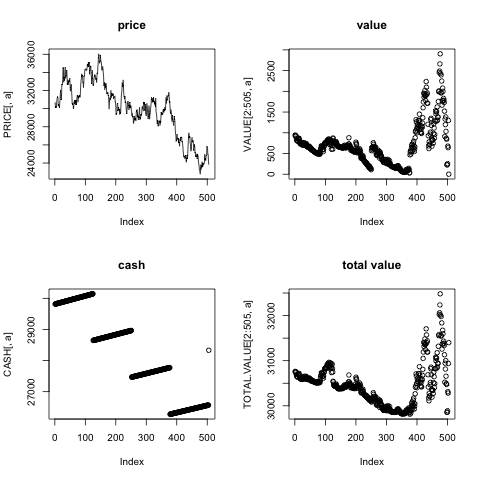 price
PRICE[, a]
24000 28000 32000 36000
0 100 200 300 400 500
Index
value
VALUE[2:505, a]
0 500 1500 2500
0 100 200 300 400 500
Index
cash
CASH[, a]
27000 29000
0 100 200 300 400 500
Index
total value
TOTAL.VALUE[2:505, a]
30000 31000 32000
0 100 200 300 400 500
Index